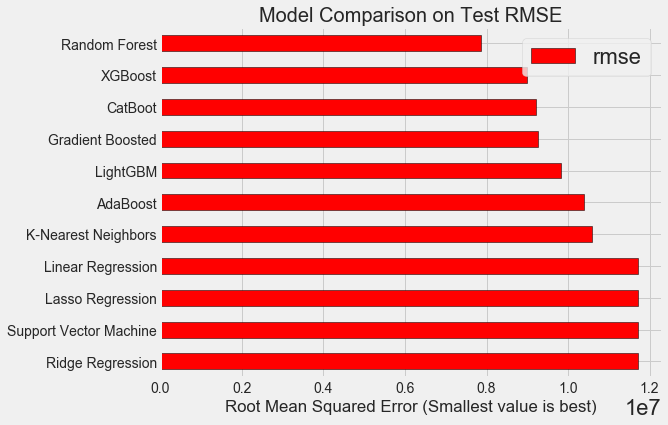 Model Comparison on Test RMSE
rmse
Random Forest
XGBoost
CatBoot
Gradient Boosted
LightGBM
AdaBoost
K-Nearest Neighbors
Linear Regression
Lasso Regression
Support Vector Machine
Ridge Regression
0.0 0.2 0.4 0.6 0.8 1.0 1.2
Root Mean Squared Error (Smallest value is best)
1e7